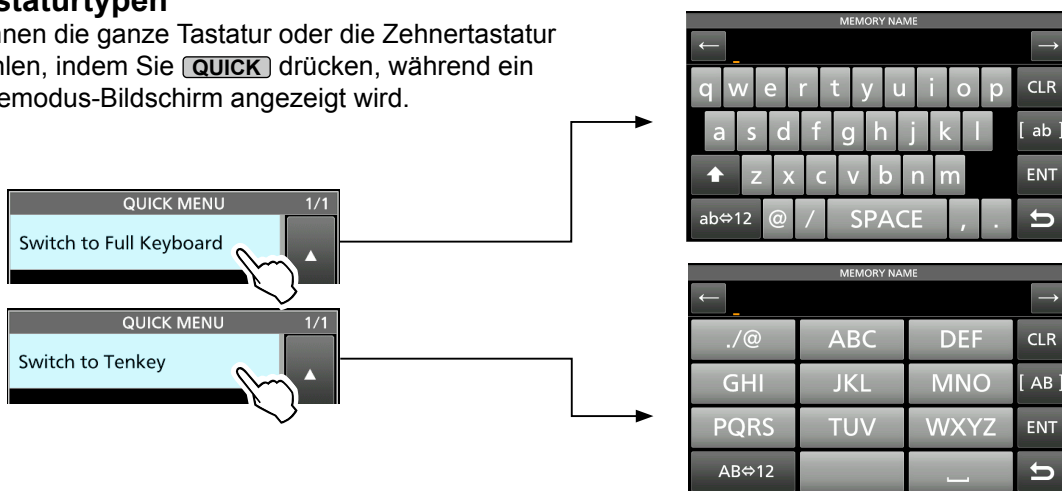 staturtypen
nnen die ganze Tastatur oder die Zehnertastatur
hlen, indem Sie QUICK drücken, während ein
emodus-Bildschirm angezeigt wird.
QUICK MENU 1/1
Switch to Full Keyboard ▲
QUICK MENU 1/1
Switch to Tenkey ▲
MEMORY NAME
← →
q w e r t y u i o p CLR
a s d f g h j k l [ ab ]
z x c v b n m ENT
ab⇔12 @ / SPACE , .
MEMORY NAME
← →
./@ ABC DEF CLR
GHI JKL MNO [ AB ]
PQRS TUV WXYZ ENT
AB⇔12